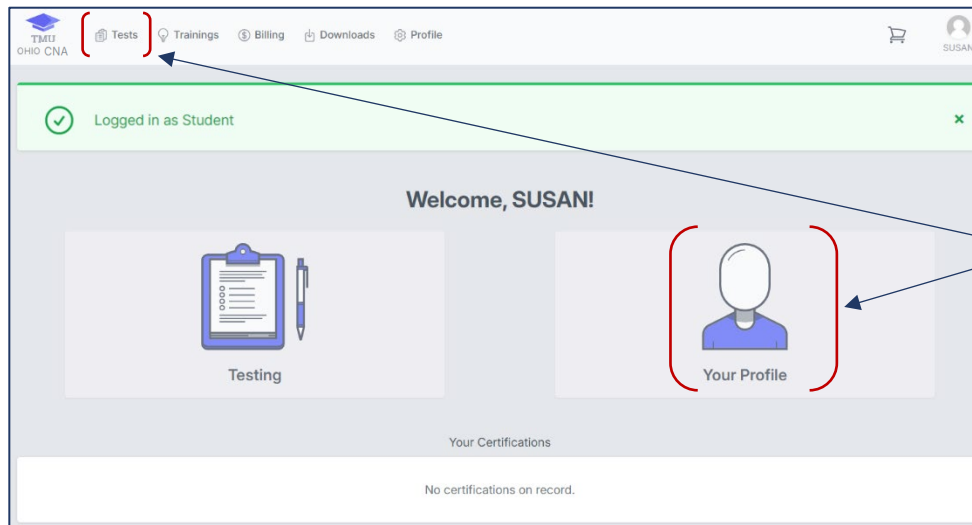 TMU
OHIO CNA
Tests Trainings Billing Downloads Profile
SUSAN
Logged in as Student
Welcome, SUSAN!
Testing
Your Profile
Your Certifications
No certifications on record.